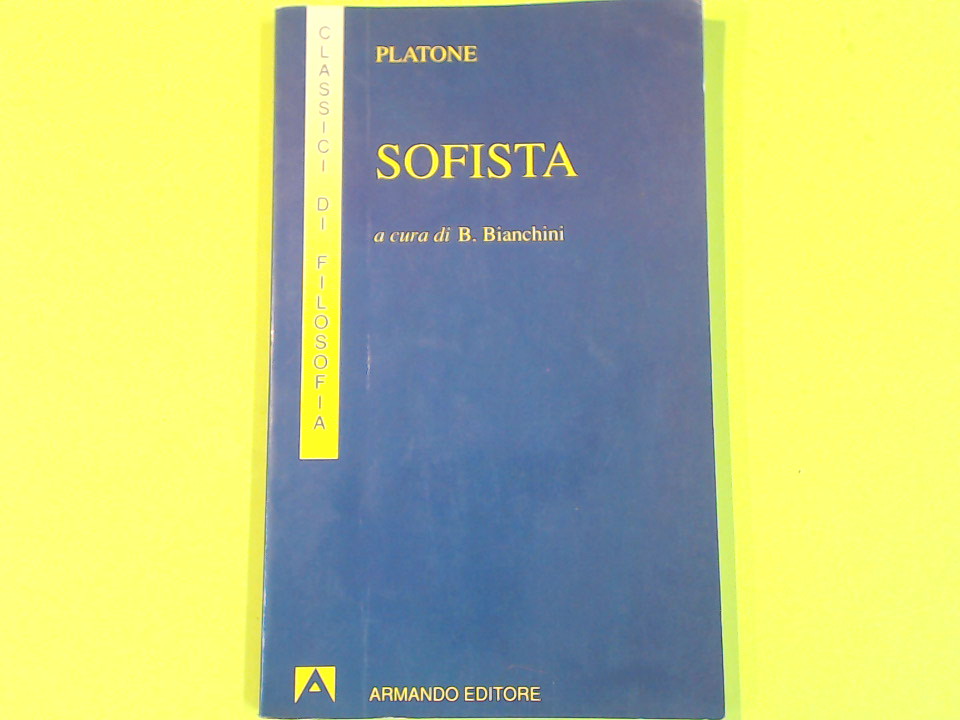 PLATONE
SOFISTA
a cura di B. Bianchini
CLASSICI DI FILOSOFIA
ARMANDO EDITORE